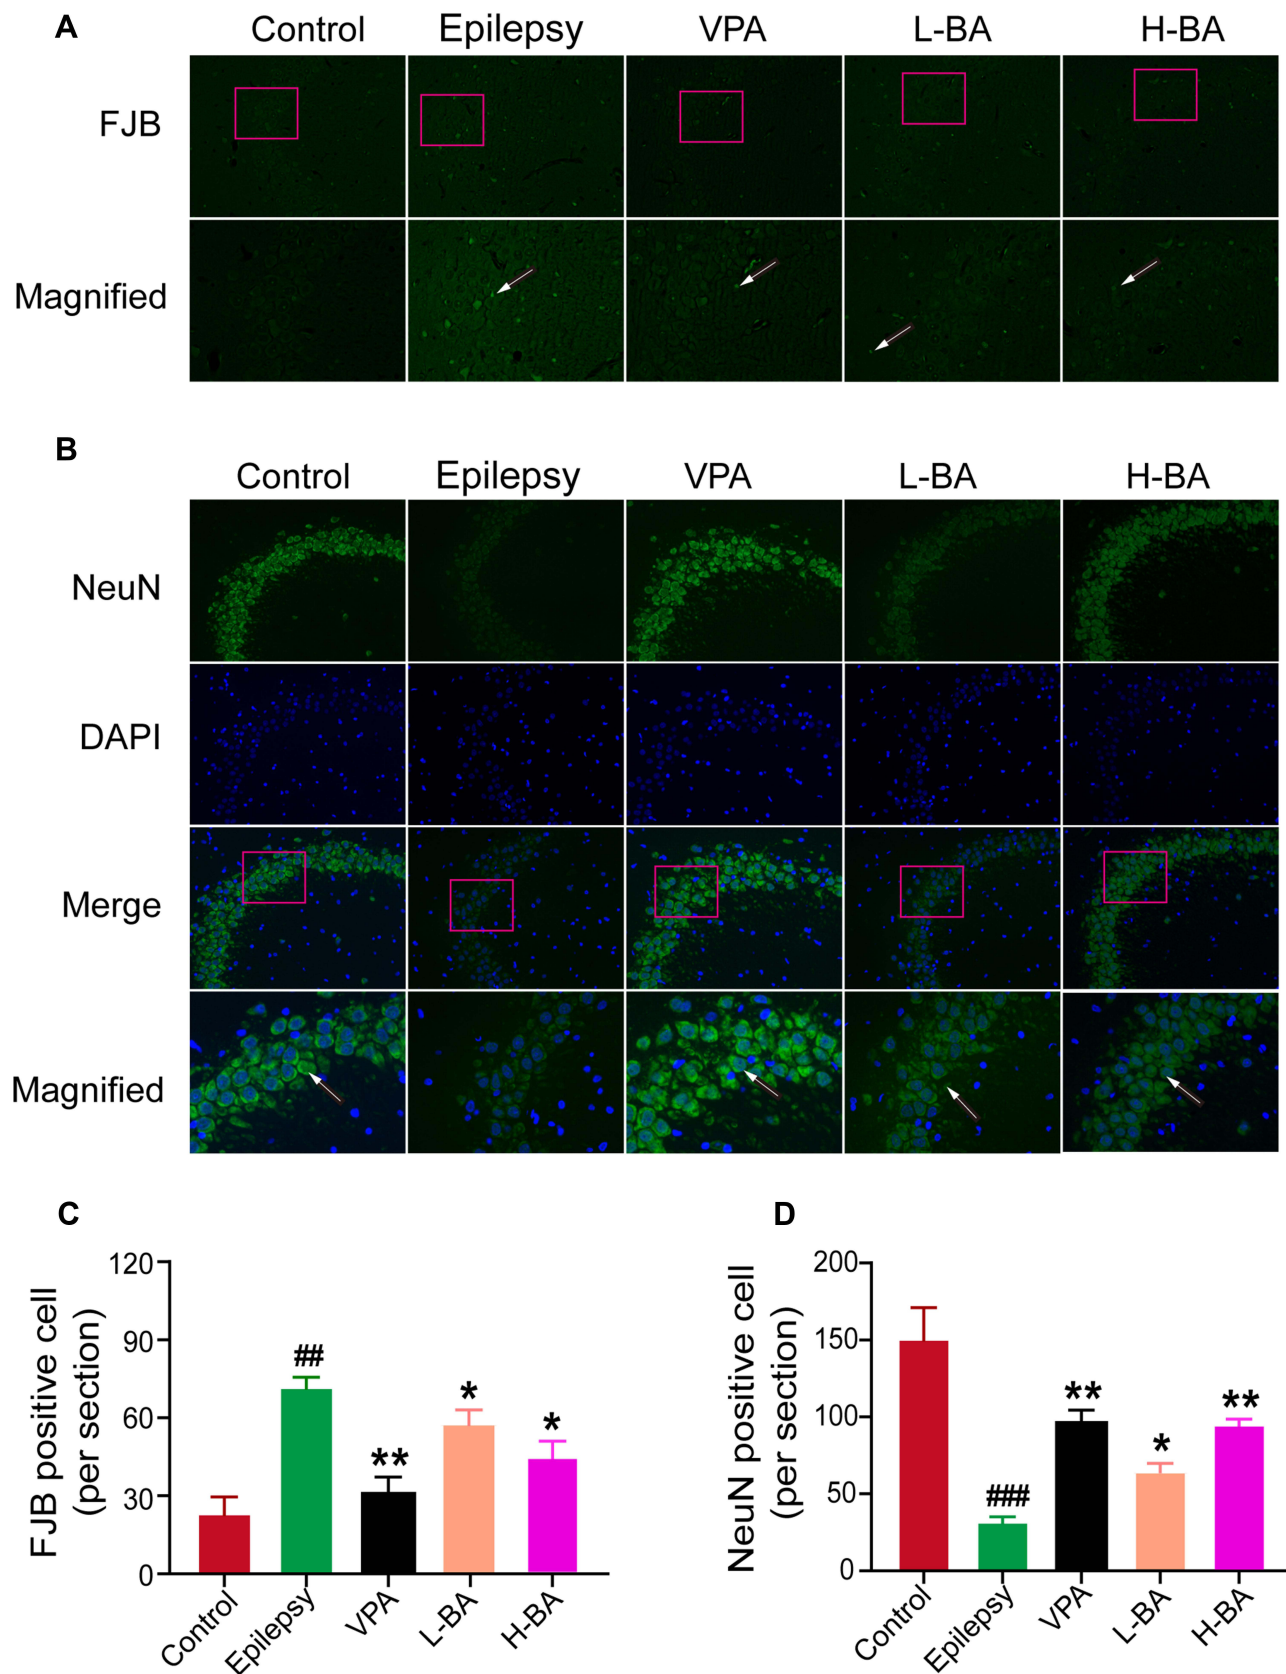 A
Control Epilepsy VPA L-BA H-BA
FJB
Magnified
B
Control Epilepsy VPA L-BA H-BA
NeuN
DAPI
Merge
Magnified
C
FJB positive cell
(per section)
120
90
60
30
0
##
**
*
*
Control Epilepsy VPA L-BA H-BA
D
NeuN positive cell
(per section)
200
150
100
50
0
###
**
*
**
Control Epilepsy VPA L-BA H-BA